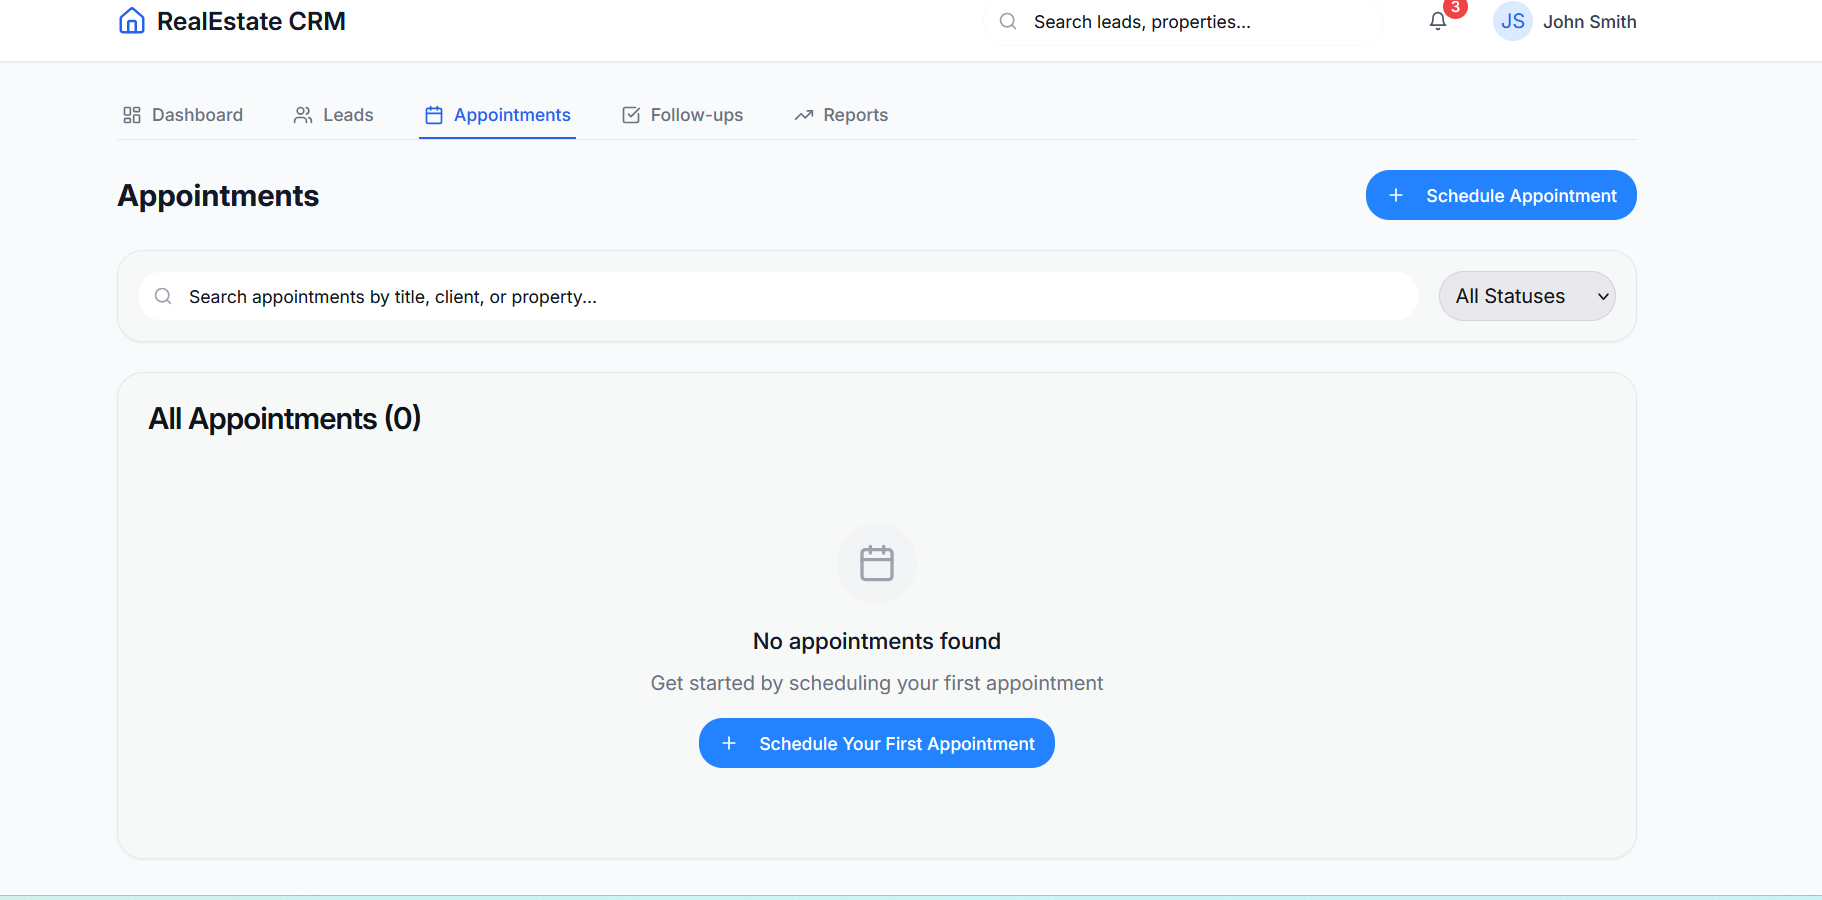 RealEstate CRM
Search leads, properties...
3
JS
John Smith
Dashboard
Leads
Appointments
Follow-ups
Reports
Appointments
Schedule Appointment
Search appointments by title, client, or property...
All Statuses
All Appointments (0)
No appointments found
Get started by scheduling your first appointment
Schedule Your First Appointment